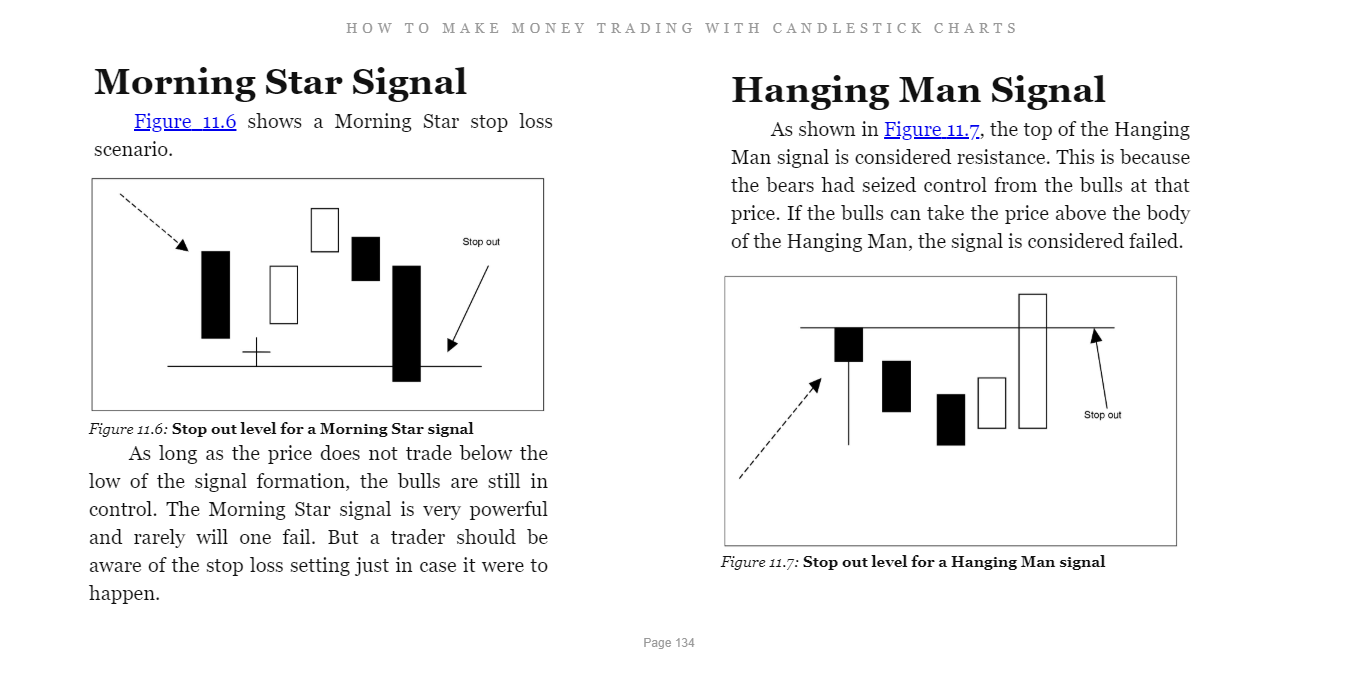 HOW TO MAKE MONEY TRADING WITH CANDLESTICK CHARTS
Morning Star Signal
Figure 11.6 shows a Morning Star stop loss
scenario.
Stop out
Figure 11.6: Stop out level for a Morning Star signal
As long as the price does not trade below the
low of the signal formation, the bulls are still in
control. The Morning Star signal is very powerful
and rarely will one fail. But a trader should be
aware of the stop loss setting just in case it were to
happen.
Hanging Man Signal
As shown in Figure 11.7, the top of the Hanging
Man signal is considered resistance. This is because
the bears had seized control from the bulls at that
price. If the bulls can take the price above the body
of the Hanging Man, the signal is considered failed.
Stop out
Figure 11.7: Stop out level for a Hanging Man signal
Page 134